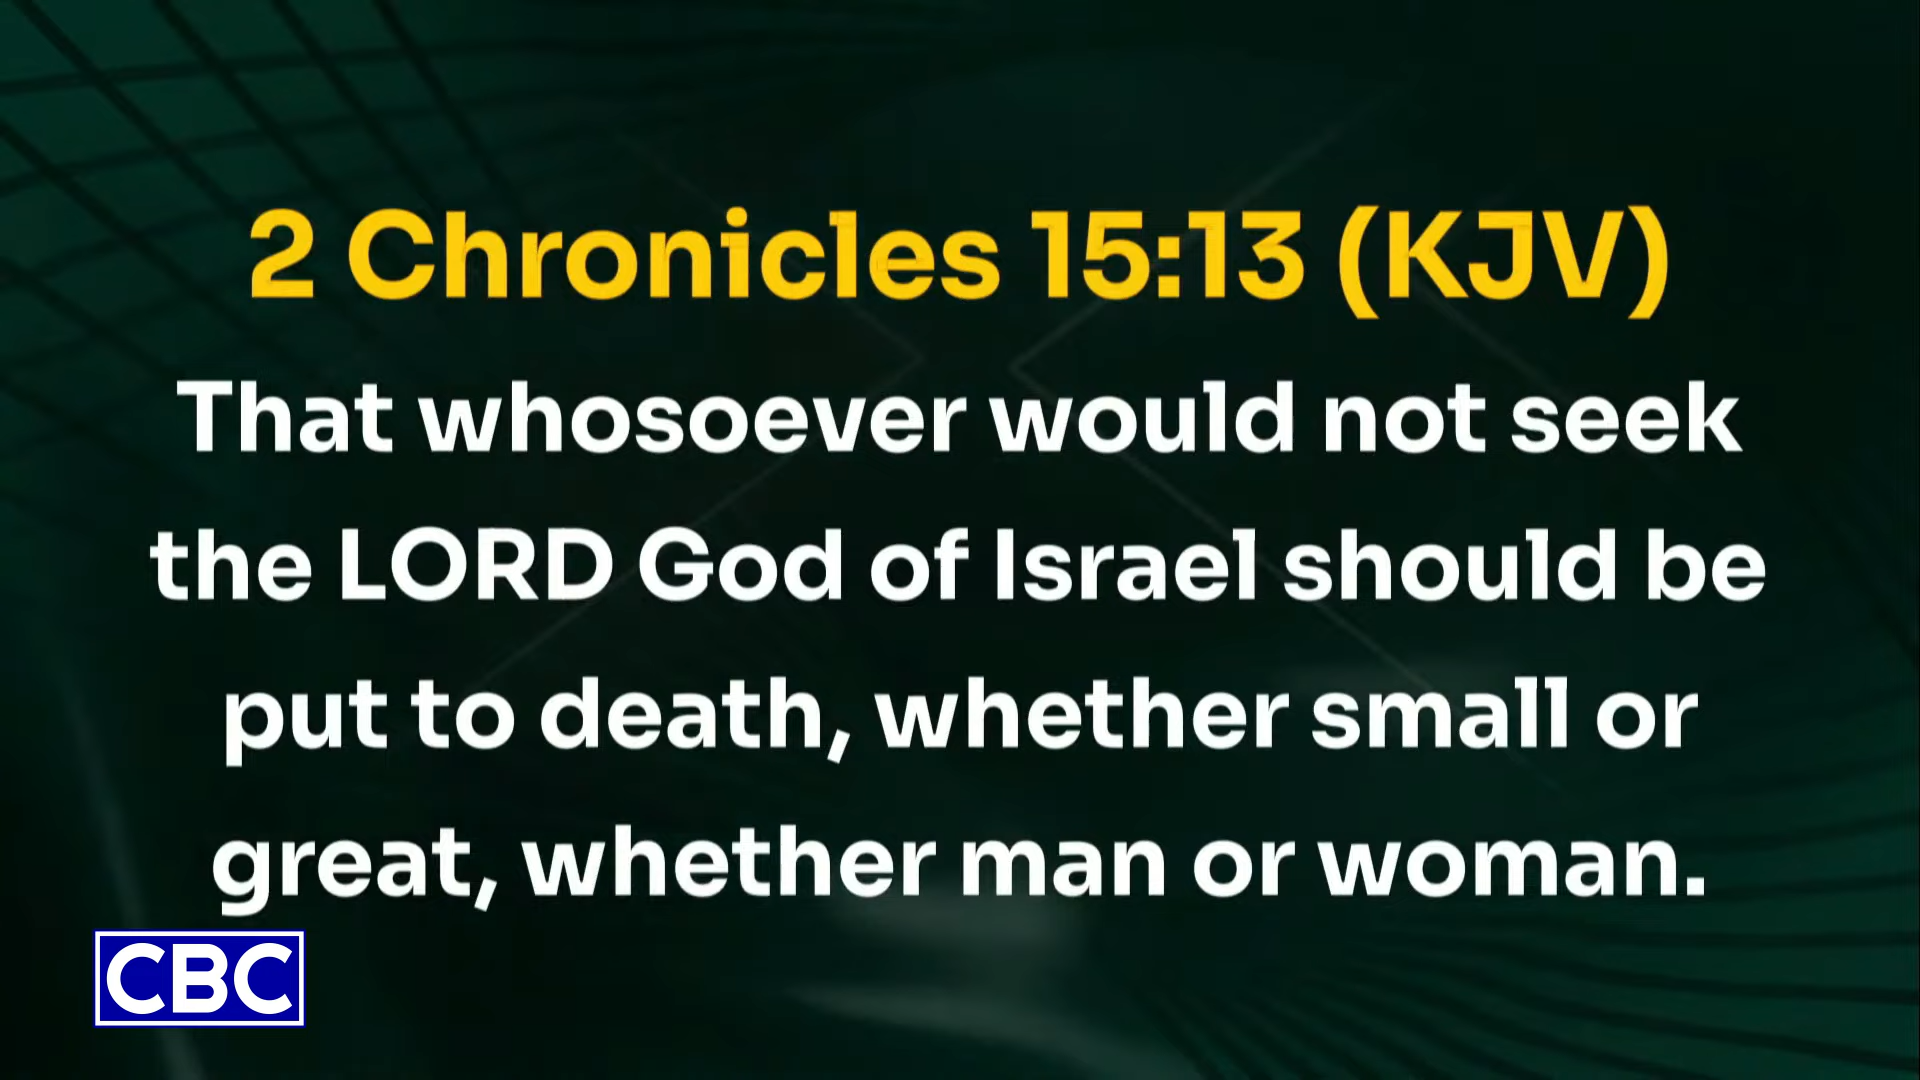 2 Chronicles 15:13 (KJV)
That whosoever would not seek
the LORD God of Israel should be
put to death, whether small or
great, whether man or woman.
CBC